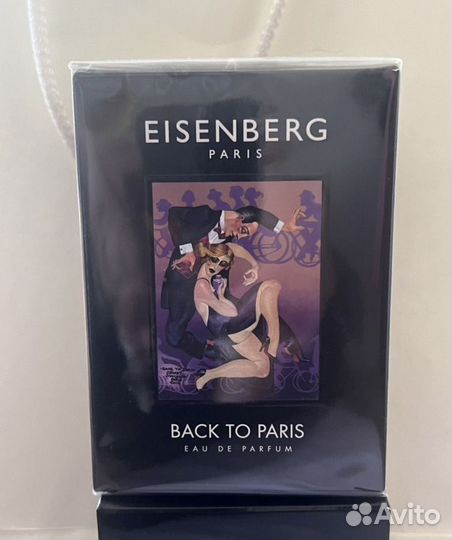 EISENBERG
PARIS
BACK TO PARIS
EAU DE PARFUM
Avito